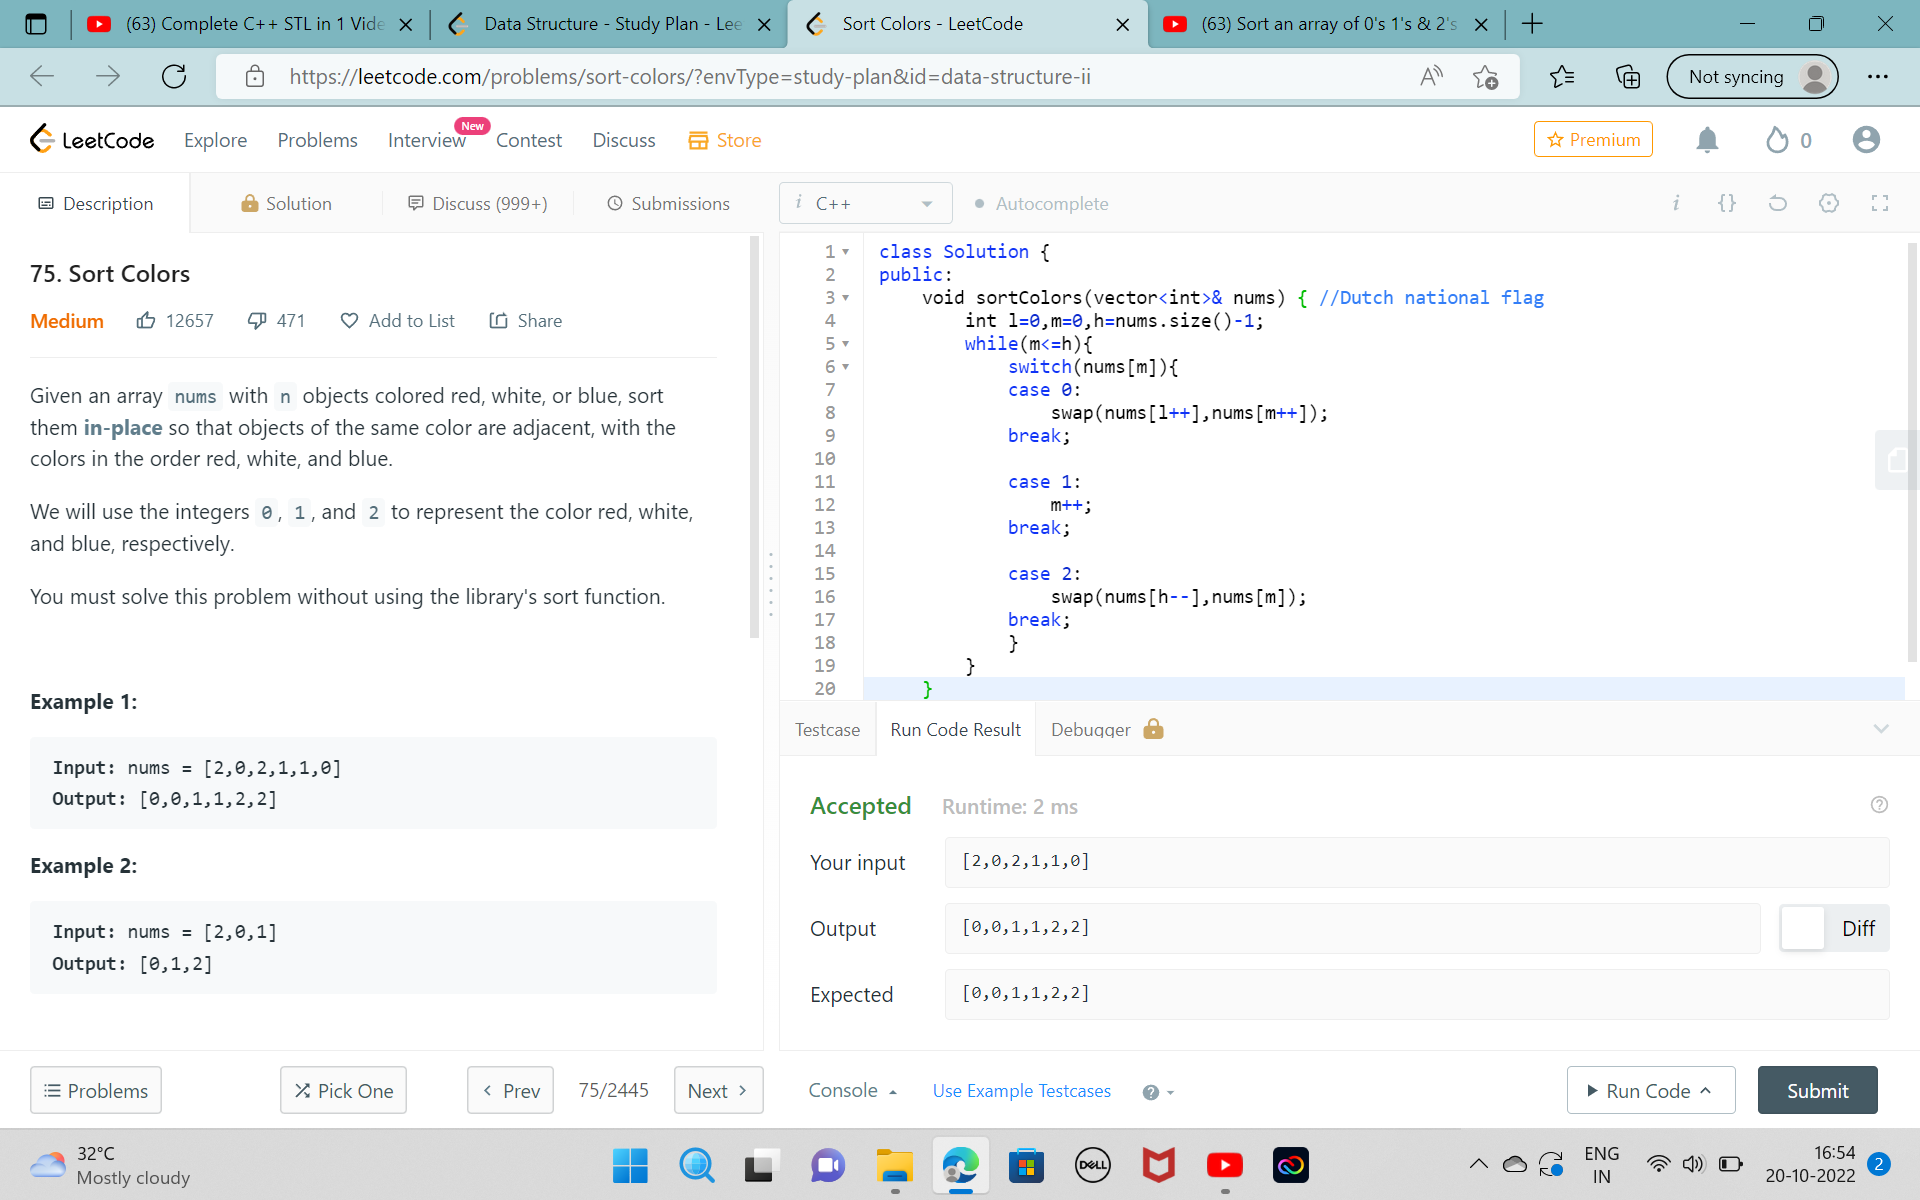 (63) Complete C++ STL in 1 Vide
Data Structure - Study Plan - Lee
Sort Colors - LeetCode
(63) Sort an array of 0's 1's & 2's
https://leetcode.com/problems/sort-colors/?envType=study-plan&id=data-structure-ii
Not syncing
LeetCode
Explore
Problems
Interview
New
Contest
Discuss
Store
Premium
0
Description
Solution
Discuss (999+)
Submissions
i C++
Autocomplete
i
{}
75. Sort Colors
Medium
12657
471
Add to List
Share
Given an array nums with n objects colored red, white, or blue, sort
them in-place so that objects of the same color are adjacent, with the
colors in the order red, white, and blue.
We will use the integers 0, 1, and 2 to represent the color red, white,
and blue, respectively.
You must solve this problem without using the library's sort function.
Example 1:
Input: nums = [2,0,2,1,1,0]
Output: [0,0,1,1,2,2]
Example 2:
Input: nums = [2,0,1]
Output: [0,1,2]
1 class Solution {
2 public:
3 void sortColors(vector<int>& nums) { //Dutch national flag
4 int l=0,m=0,h=nums.size()-1;
5 while(m<=h){
6 switch(nums[m]){
7 case 0:
8 swap(nums[l++],nums[m++]);
9 break;
10
11 case 1:
12 m++;
13 break;
14
15 case 2:
16 swap(nums[h--],nums[m]);
17 break;
18 }
19 }
20 }
Testcase
Run Code Result
Debugger
Accepted
Runtime: 2 ms
Your input
[2,0,2,1,1,0]
Output
[0,0,1,1,2,2]
Diff
Expected
[0,0,1,1,2,2]
Problems
Pick One
Prev
75/2445
Next
Console
Use Example Testcases
Run Code
Submit
32°C
Mostly cloudy
DELL
ENG
IN
16:54
20-10-2022
2